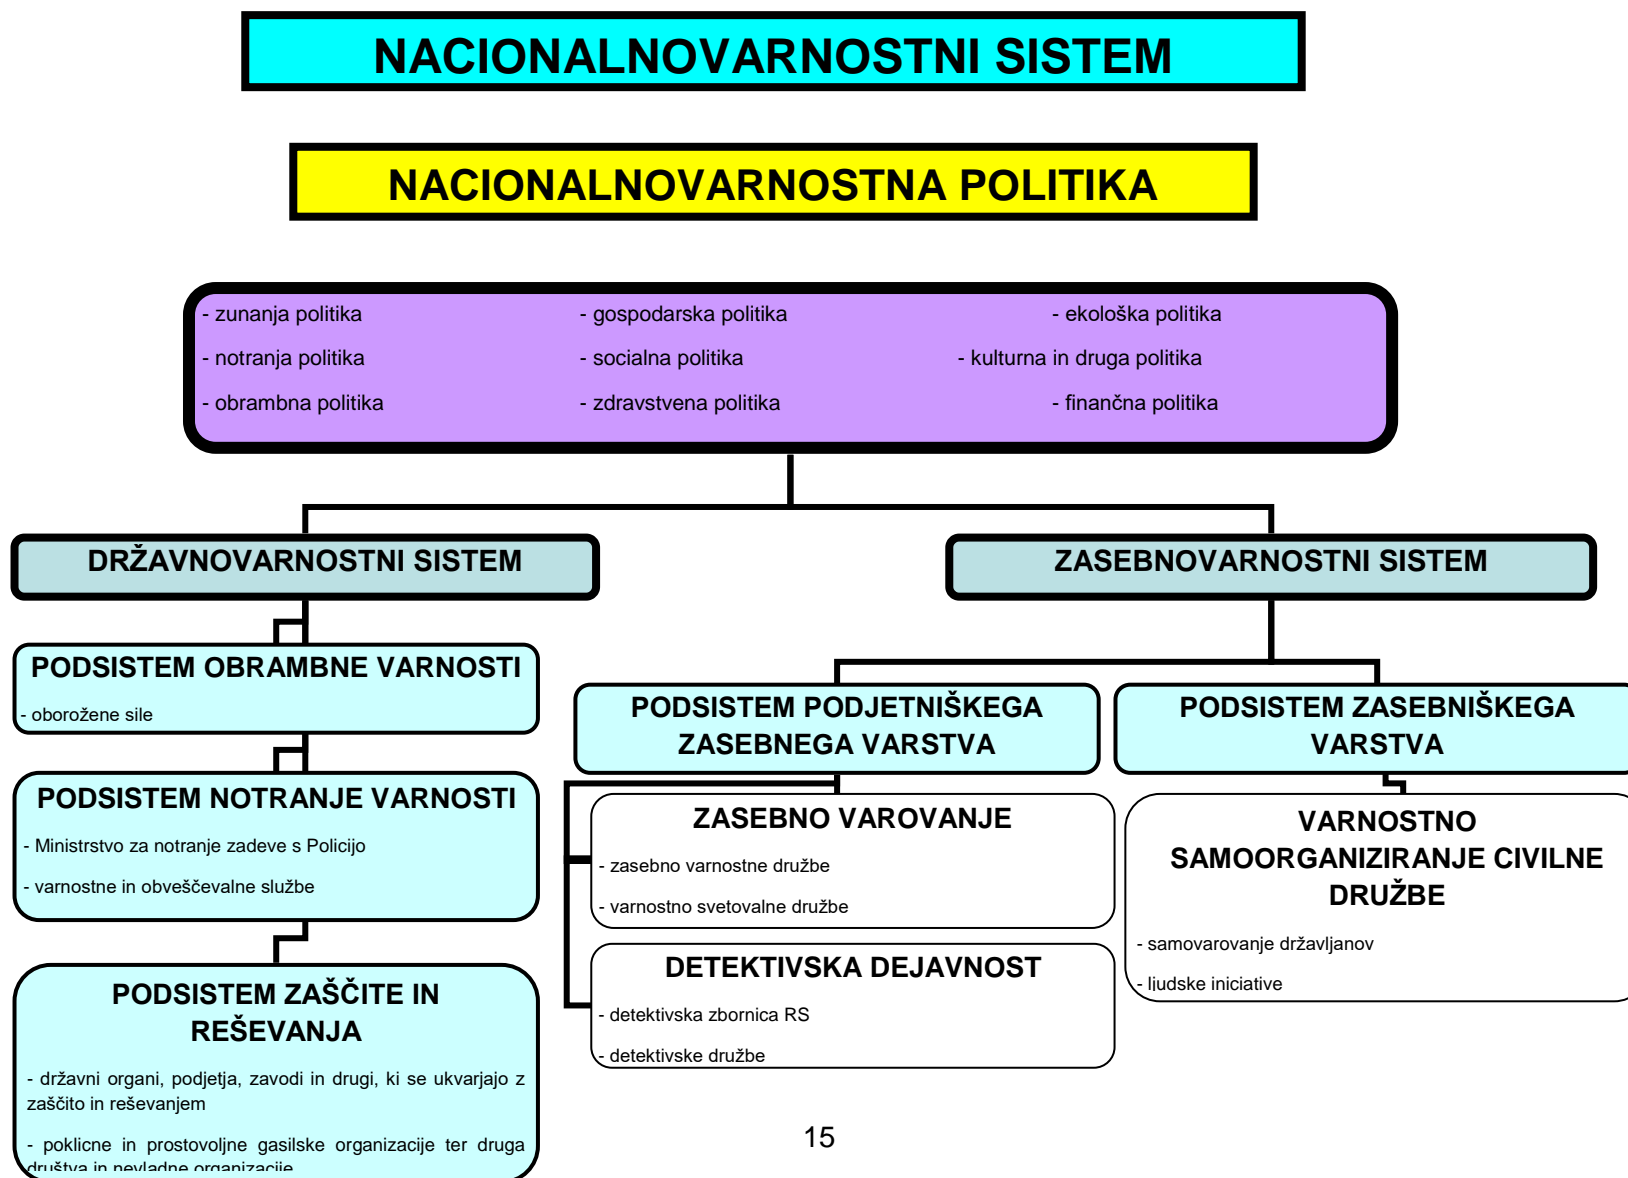 NACIONALNOVARNOSTNI SISTEM
NACIONALNOVARNOSTNA POLITIKA
- zunanja politika - gospodarska politika - ekološka politika
- notranja politika - socialna politika - kulturna in druga politika
- obrambna politika - zdravstvena politika - finančna politika
DRŽAVNOVARNOSTNI SISTEM
PODSISTEM OBRAMBNE VARNOSTI
- oborožene sile
PODSISTEM NOTRANJE VARNOSTI
- Ministrstvo za notranje zadeve s Policijo
- varnostne in obveščevalne službe
PODSISTEM ZAŠČITE IN
REŠEVANJA
- državni organi, podjetja, zavodi in drugi, ki se ukvarjajo z
zaščito in reševanjem
- poklicne in prostovoljne gasilske organizacije ter druga
društva in nevladne organizacije
ZASEBNOVARNOSTNI SISTEM
PODSISTEM PODJETNIŠKEGA
ZASEBNEGA VARSTVA
ZASEBNO VAROVANJE
- zasebno varnostne družbe
- varnostno svetovalne družbe
DETEKTIVSKA DEJAVNOST
- detektivska zbornica RS
- detektivske družbe
PODSISTEM ZASEBNIŠKEGA
VARSTVA
VARNOSTNO
SAMOORGANIZIRANJE CIVILNE
DRUŽBE
- samovarovanje državljanov
- ljudske iniciative
15